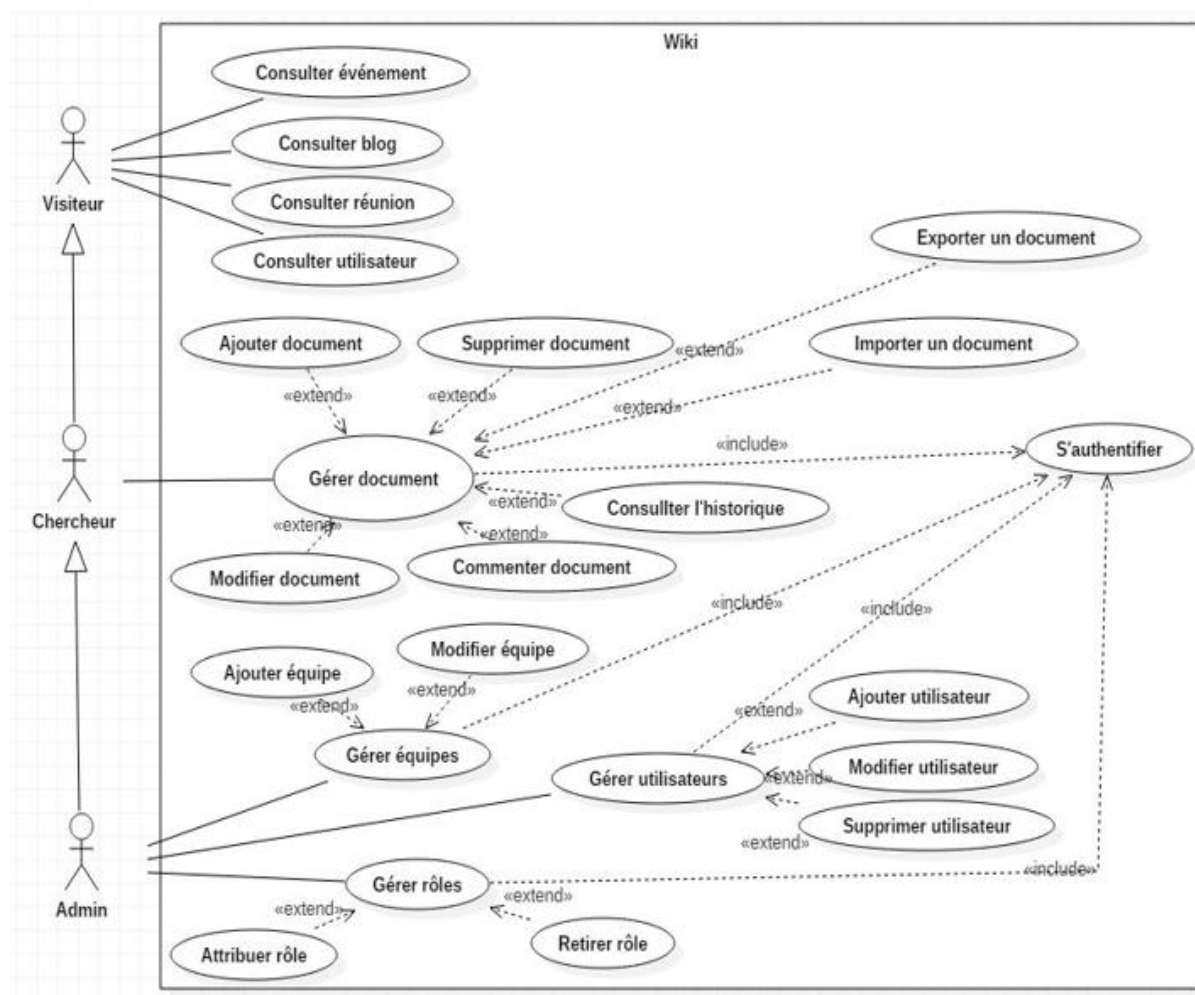 Wiki
Consulter événement
Consulter blog
Visiteur
Consulter réunion
Exporter un document
Consulter utilisateur
Ajouter document
Supprimer document
«extend»
Importer un document
«extend»
«extend»
«extend»
«include»
S'authentifier
Gérer document
«extend»
Consullter l'historique
Chercheur
«extend»
«extend»
Modifier document
Commenter document
«include»
«include»
Modifier équipe
Ajouter équipe
«extend»
«extend»
Ajouter utilisateur
«extend»
Gérer équipes
Gérer utilisateurs
«extend»
Modifier utilisateur
Supprimer utilisateur
«extend»
Gérer rôles
«include»
Admin
«extend»
«extend»
Attribuer rôle
Retirer rôle